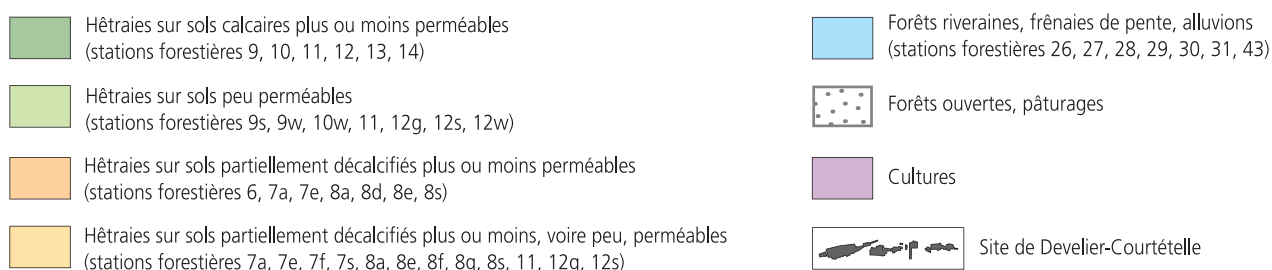 Hêtraies sur sols calcaires plus ou moins perméables
(stations forestières 9, 10, 11, 12, 13, 14)
Hêtraies sur sols peu perméables
(stations forestières 9s, 9w, 10w, 11, 12g, 12s, 12w)
Hêtraies sur sols partiellement décalcifiés plus ou moins perméables
(stations forestières 6, 7a, 7e, 8a, 8d, 8e, 8s)
Hêtraies sur sols partiellement décalcifiés plus ou moins, voire peu, perméables
(stations forestières 7a, 7e, 7f, 7s, 8a, 8e, 8f, 8g, 8s, 11, 12g, 12s)
Forêts riveraines, frênaies de pente, alluvions
(stations forestières 26, 27, 28, 29, 30, 31, 43)
Forêts ouvertes, pâturages
Cultures
Site de Develier-Courtételle